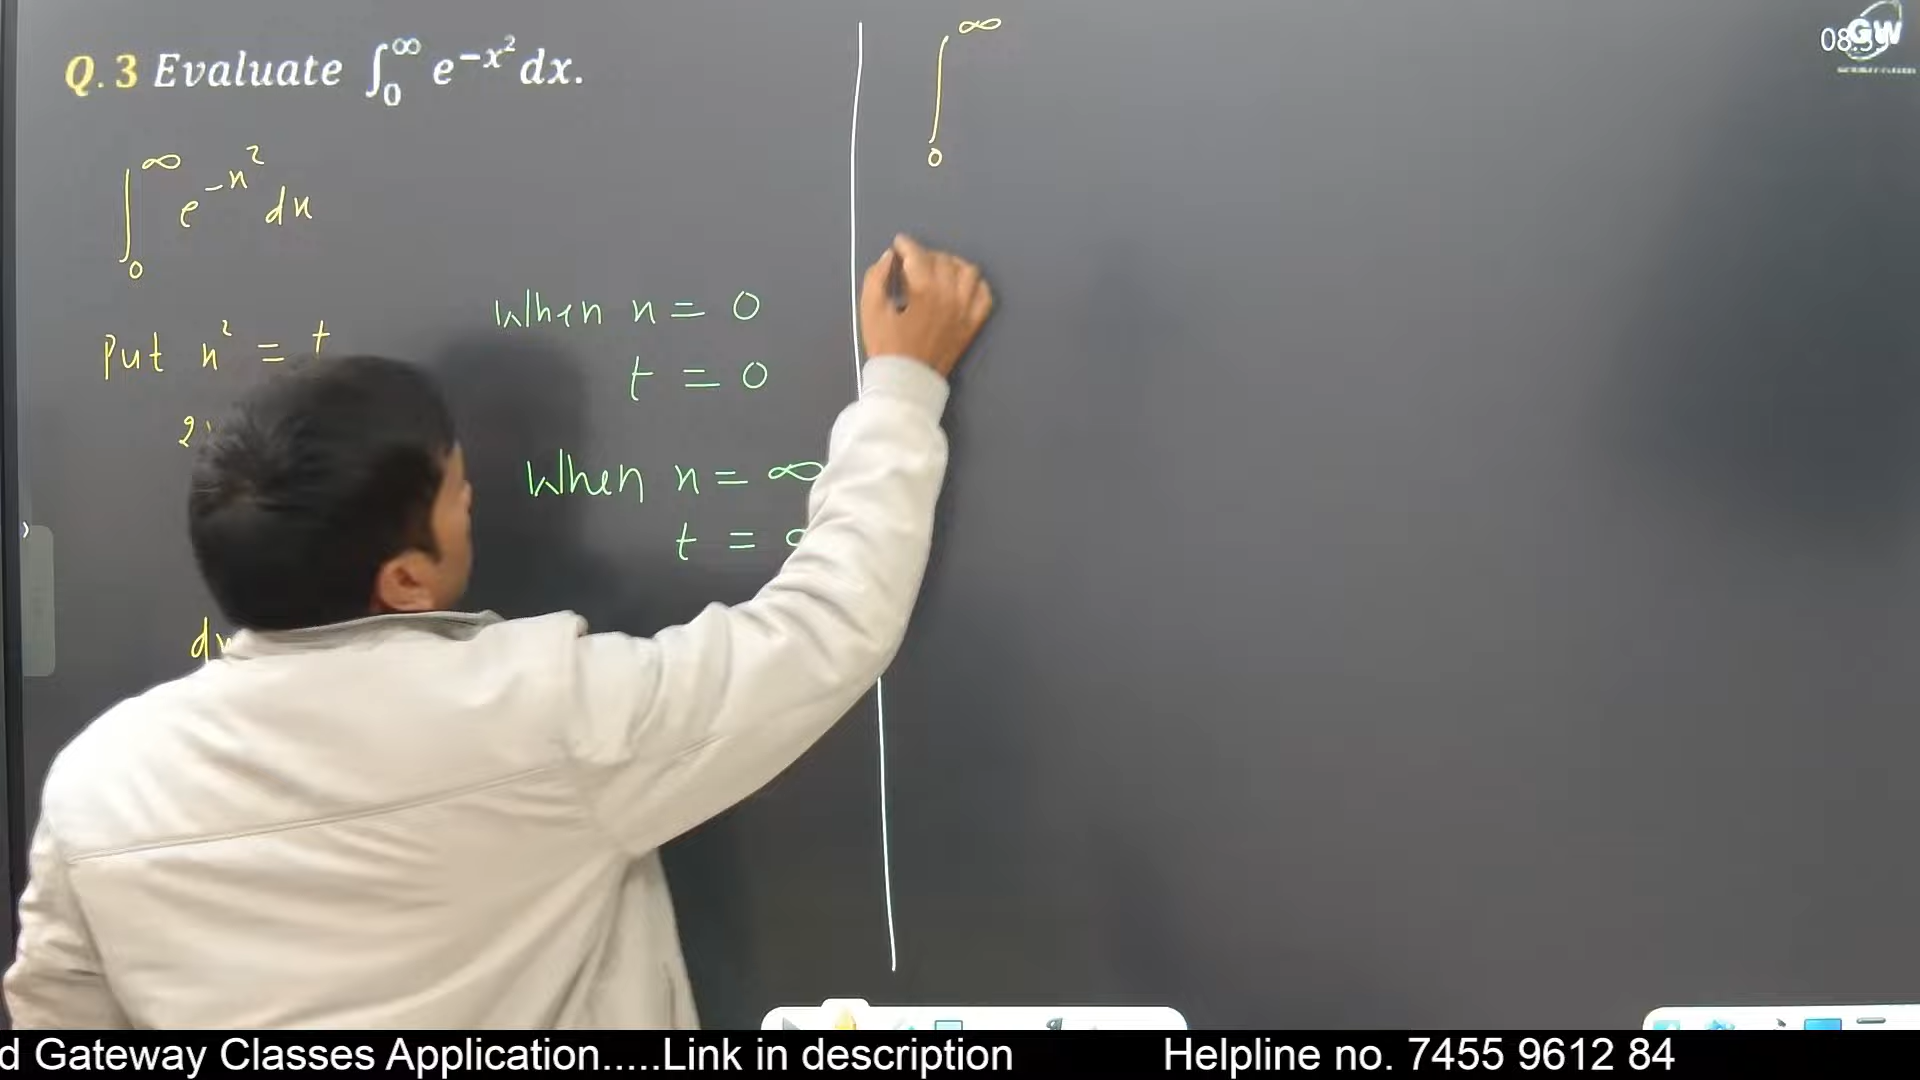 Q.3 Evaluate ∫₀^∞ e^−x² dx.
∫₀^∞ e^−x² dx
Put x² = t
When x = 0
t = 0
When x = ∞
t =
∫₀^∞
GW
d Gateway Classes Application.....Link in description Helpline no. 7455 9612 84